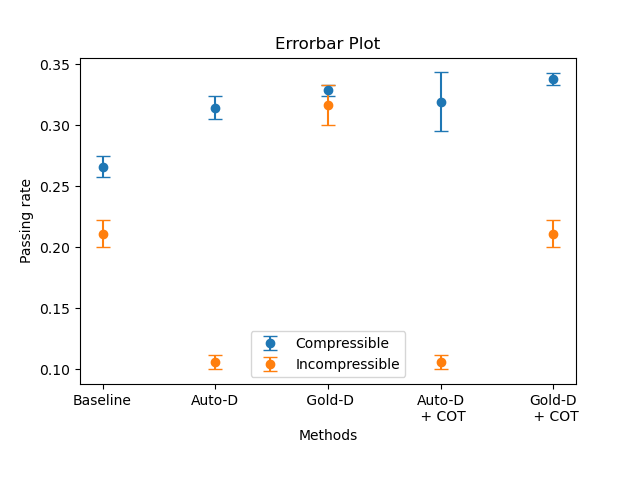 Errorbar Plot
0.35
0.30
0.25
0.20
0.15
0.10
Passing rate
Compressible
Incompressible
Baseline
Auto-D
Gold-D
Auto-D
+ COT
Gold-D
+ COT
Methods